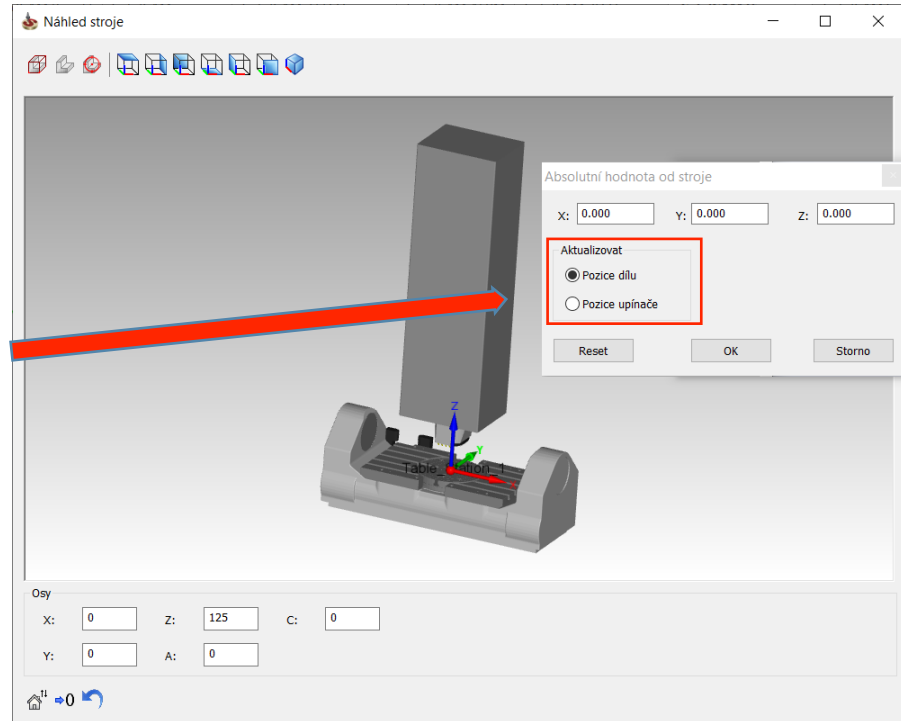 Náhled stroje
Absolutní hodnota od stroje
X: 0.000 Y: 0.000 Z: 0.000
Aktualizovat
Pozice dílu
Pozice upínače
Reset OK Storno
Z
Y
Table_Station_1
Osy
X: 0 Z: 125 C: 0
Y: 0 A: 0
0